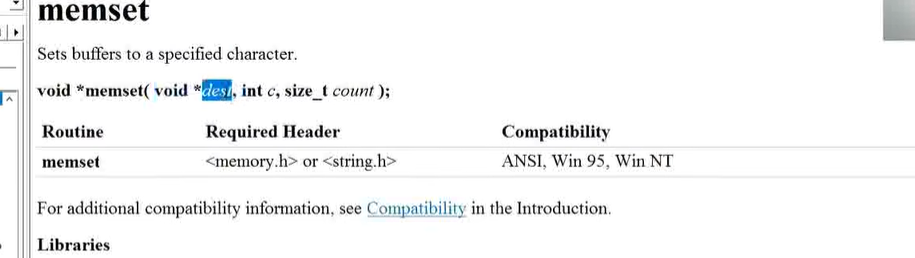 memset
Sets buffers to a specified character.
void *memset( void *dest, int c, size_t count );
Routine Required Header Compatibility
memset <memory.h> or <string.h> ANSI, Win 95, Win NT
For additional compatibility information, see Compatibility in the Introduction.
Libraries